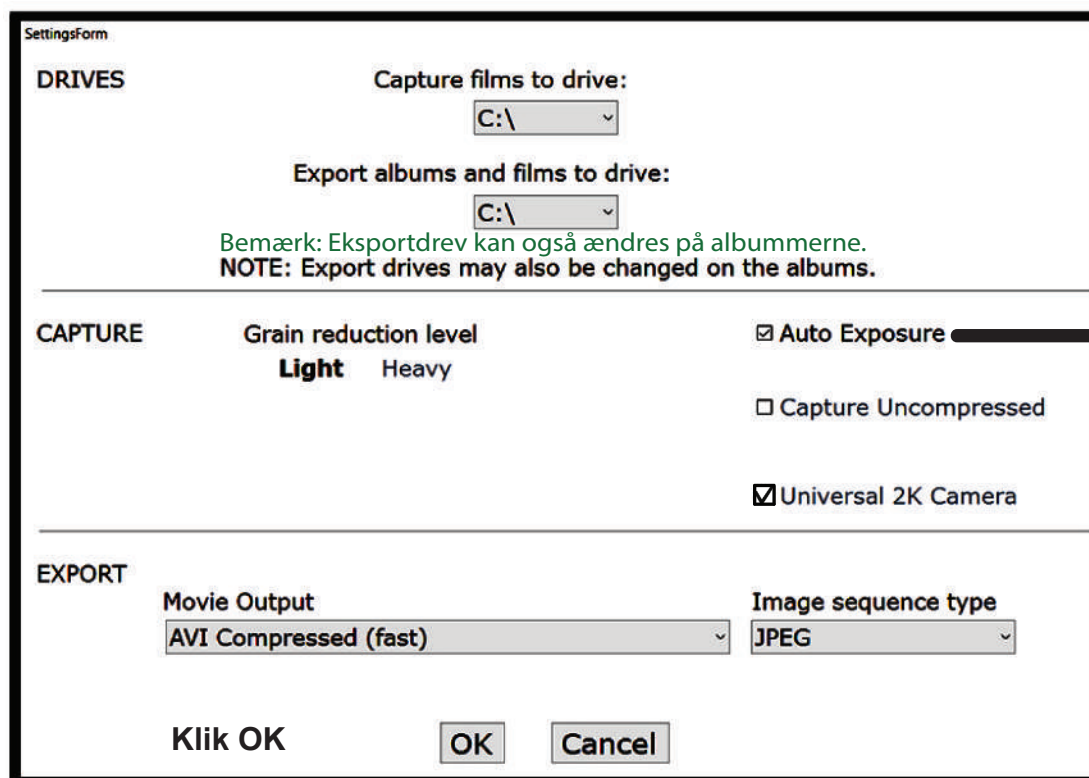 SettingsForm
DRIVES
Capture films to drive:
C:\
Export albums and films to drive:
C:\
Bemærk: Eksportdrev kan også ændres på albummerne.
NOTE: Export drives may also be changed on the albums.
CAPTURE
Grain reduction level
Light Heavy
Auto Exposure
Capture Uncompressed
Universal 2K Camera
EXPORT
Movie Output
AVI Compressed (fast)
Image sequence type
JPEG
Klik OK
OK
Cancel